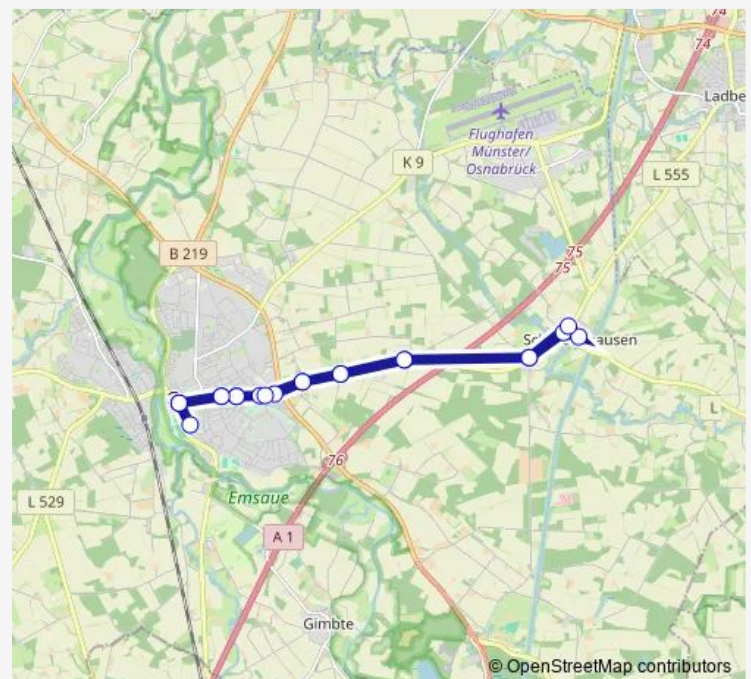 74
74
Ladbe
Flughafen
Münster/
Osnabrück
K 9
L 555
B 219
75
75
Sc
ausen
L
76
L 529
Emsaue
A 1
Gimbte
© OpenStreetMap contributors